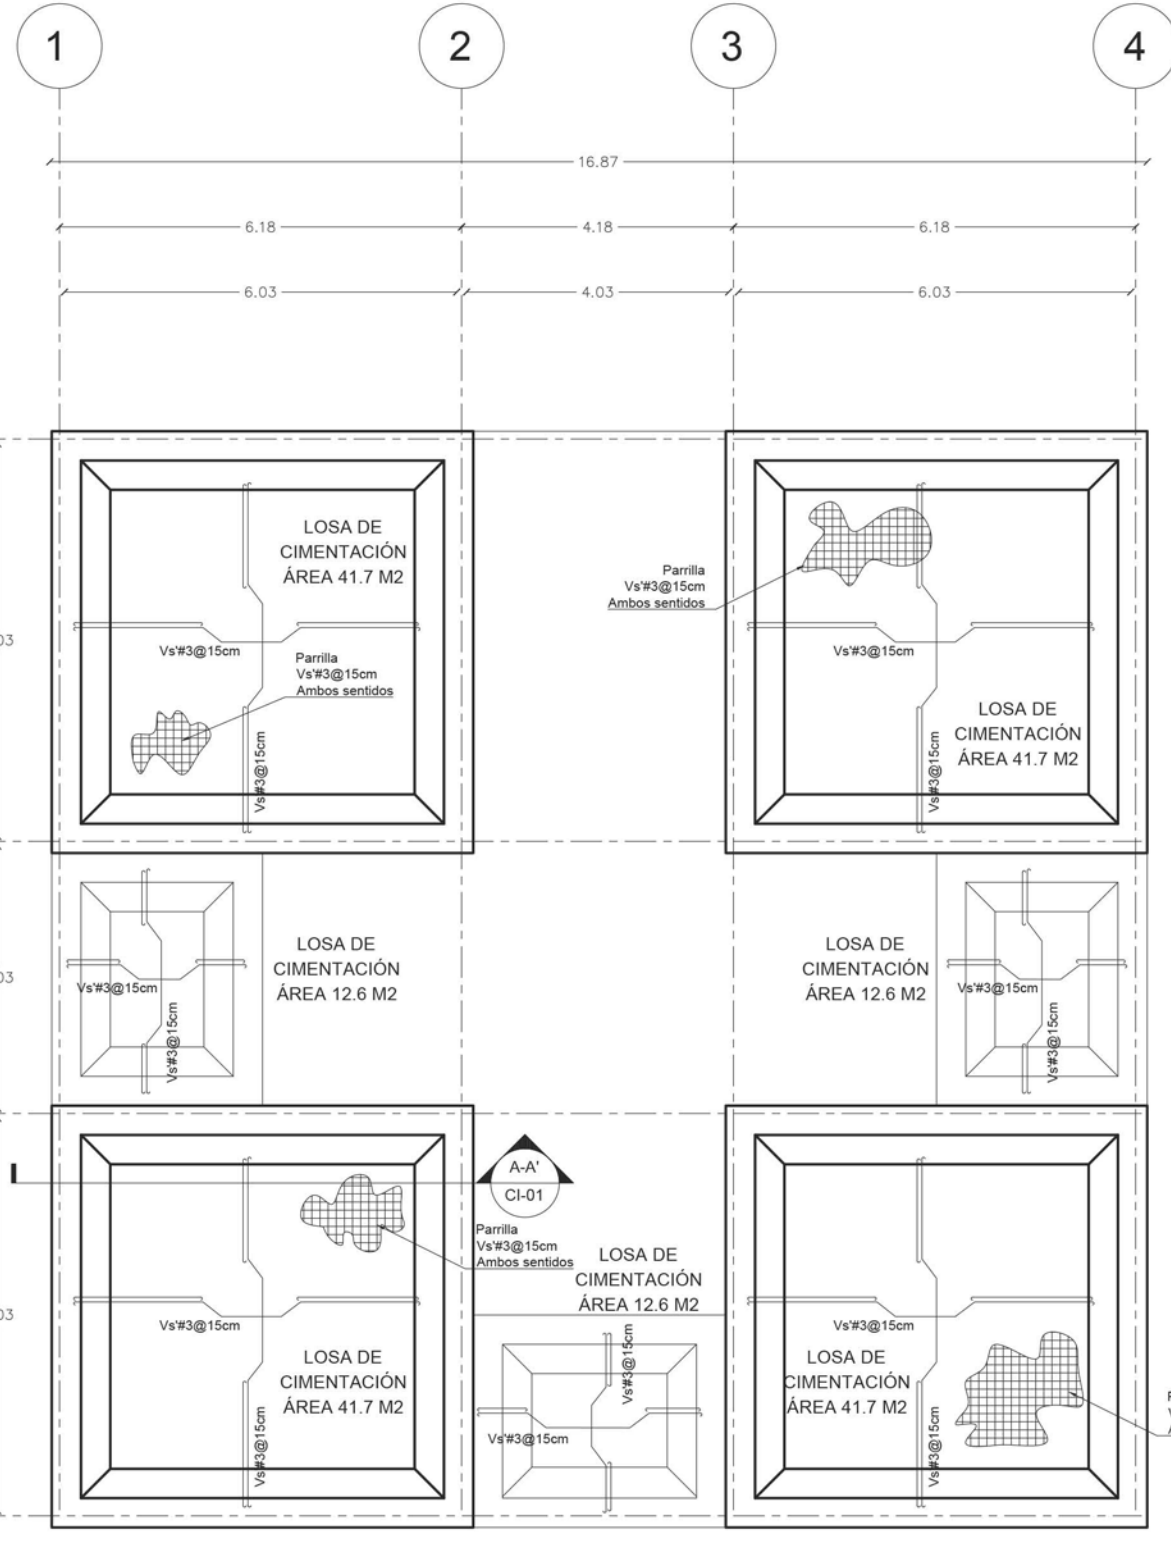 1
2
3
4
16.87
6.18
4.18
6.18
6.03
4.03
6.03
LOSA DE
CIMENTACIÓN
ÁREA 41.7 M2
Vs'#3@15cm
Parrilla
Vs'#3@15cm
Ambos sentidos
Vs#3@15cm
Parrilla
Vs'#3@15cm
Ambos sentidos
Vs'#3@15cm
LOSA DE
CIMENTACIÓN
ÁREA 41.7 M2
Vs#3@15cm
03
Vs'#3@15cm
Vs'#3@15cm
LOSA DE
CIMENTACIÓN
ÁREA 12.6 M2
LOSA DE
CIMENTACIÓN
ÁREA 12.6 M2
Vs'#3@15cm
Vs'#3@15cm
03
A-A'
CI-01
Parrilla
Vs'#3@15cm
Ambos sentidos
Vs'#3@15cm
LOSA DE
CIMENTACIÓN
ÁREA 41.7 M2
Vs#3@15cm
LOSA DE
CIMENTACIÓN
ÁREA 12.6 M2
Vs'#3@15cm
Vs'#3@15cm
Vs'#3@15cm
LOSA DE
CIMENTACIÓN
ÁREA 41.7 M2
Vs#3@15cm
03